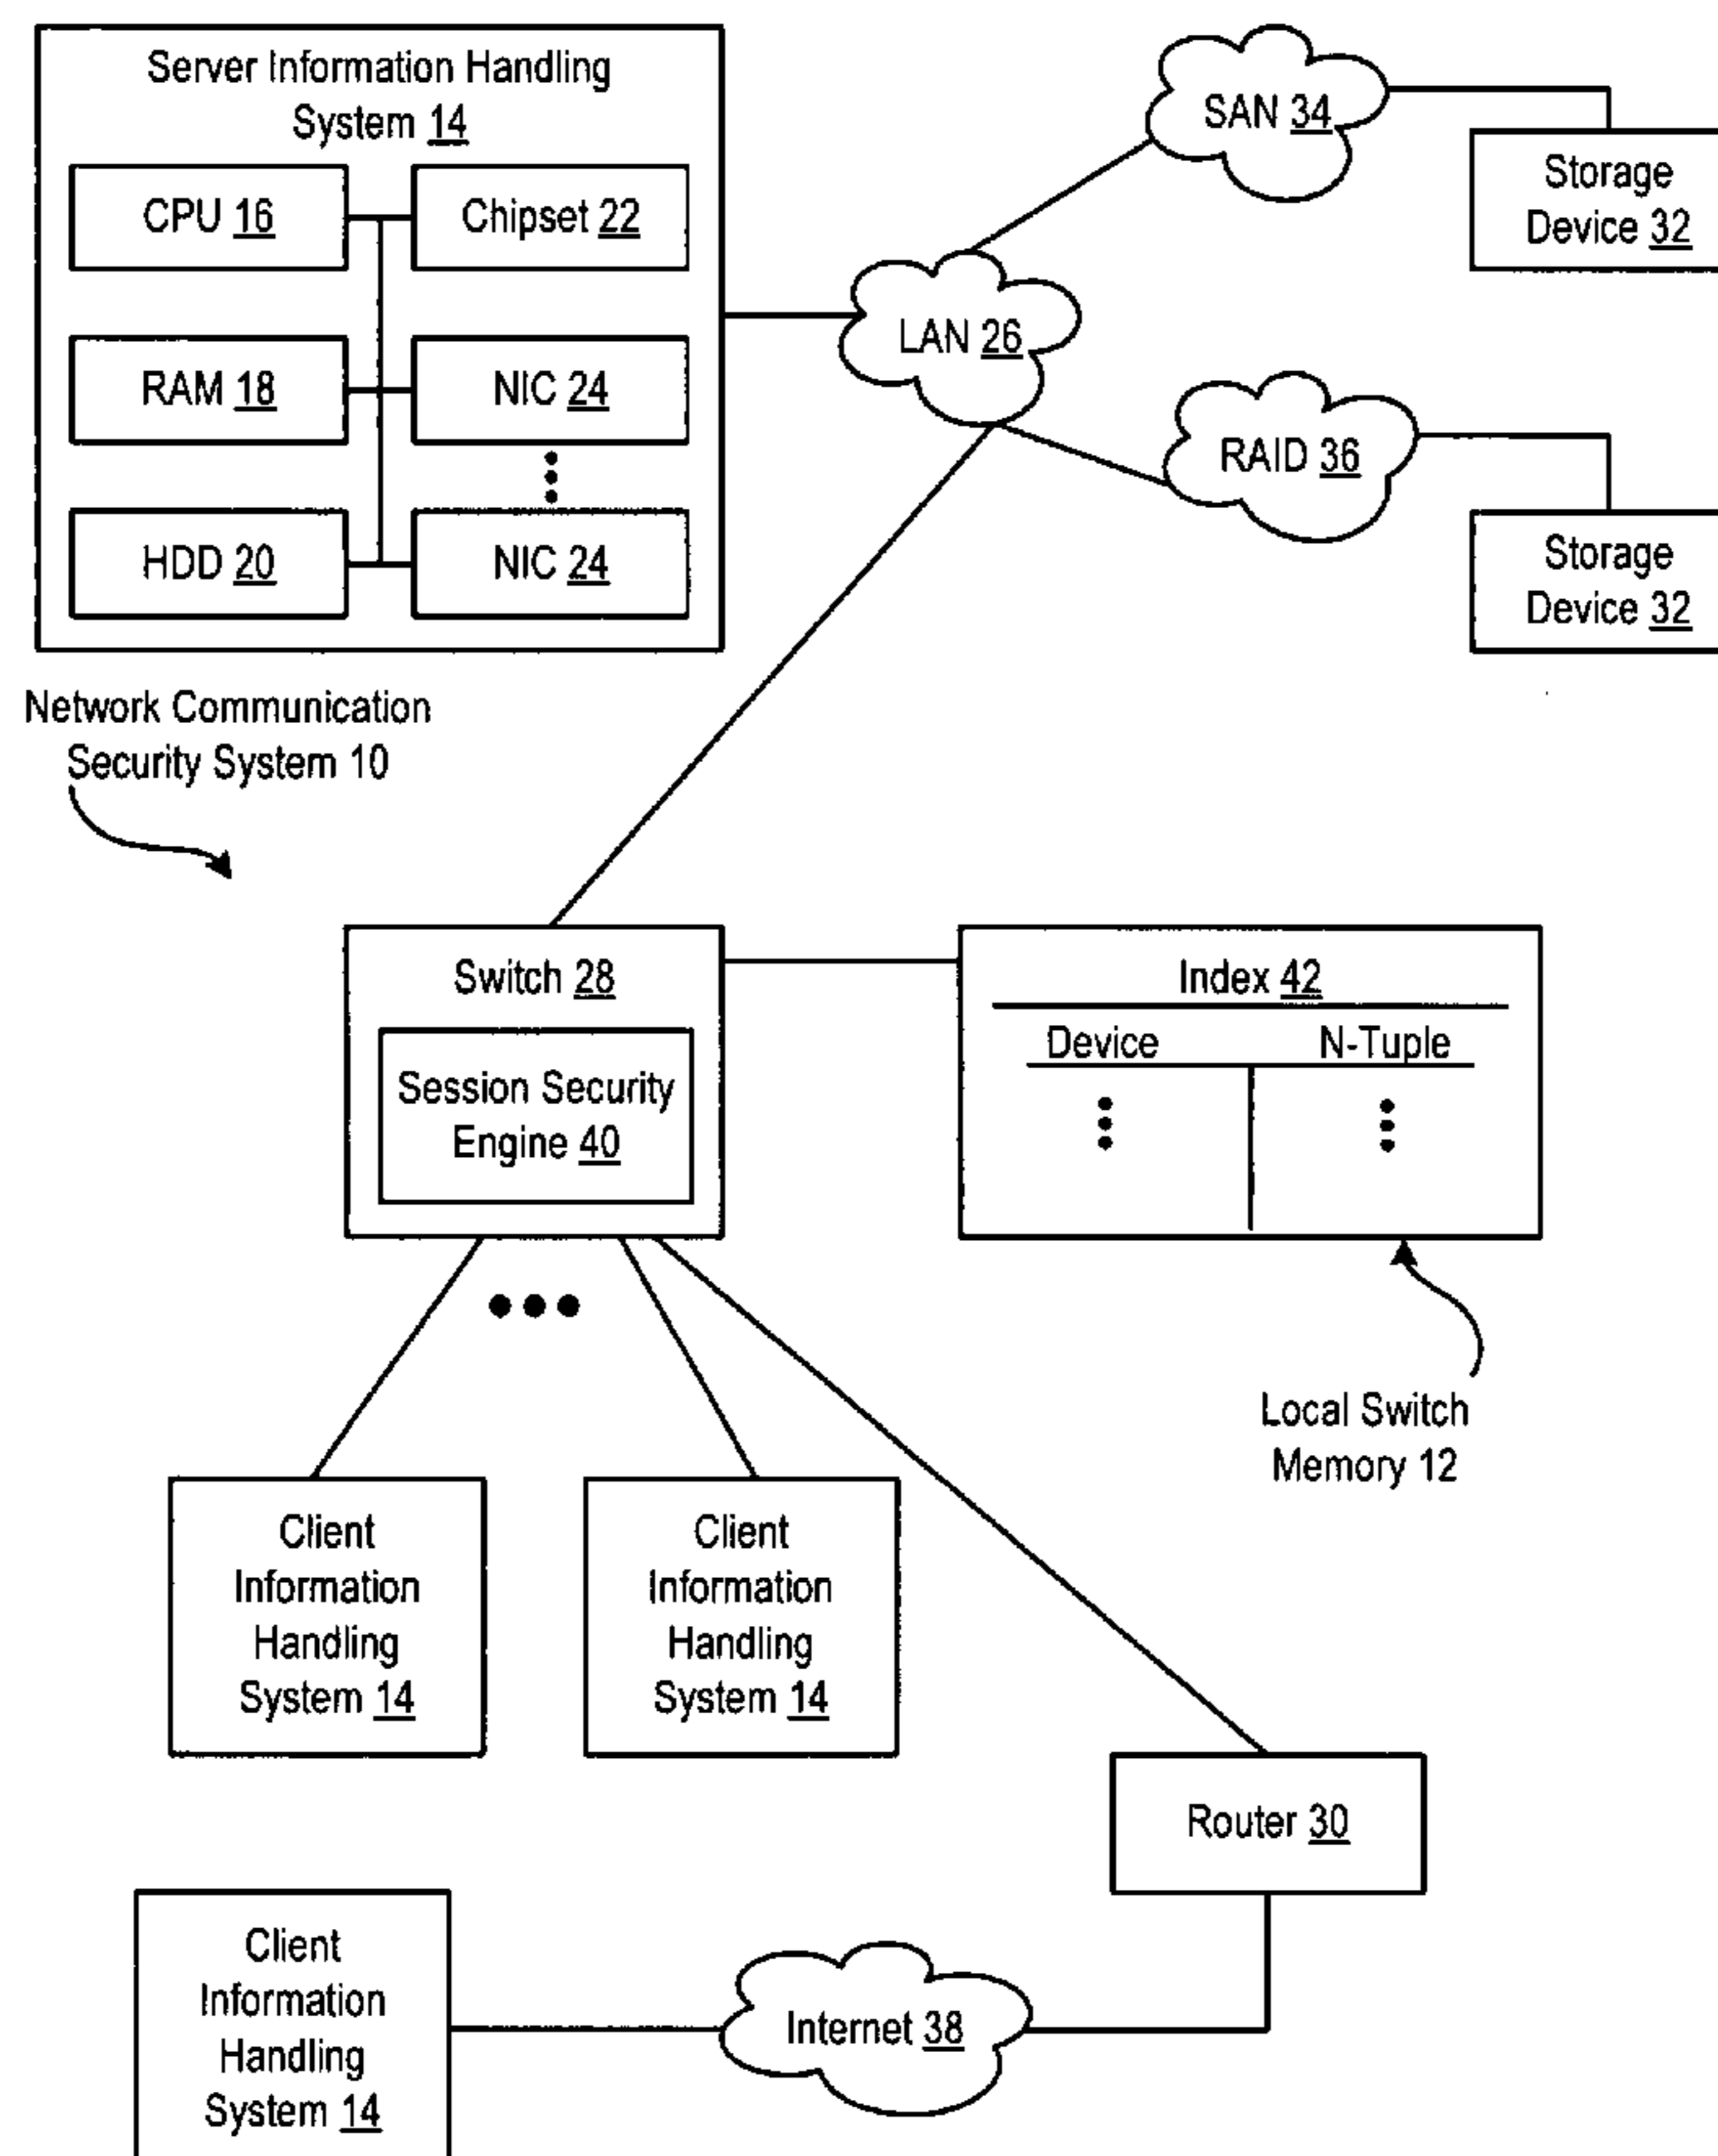 Server Information Handling
System 14
CPU 16
Chipset 22
RAM 18
NIC 24
HDD 20
NIC 24
SAN 34
Storage
Device 32
LAN 26
RAID 36
Storage
Device 32
Network Communication
Security System 10
Switch 28
Session Security
Engine 40
Index 42
Device
N-Tuple
Local Switch
Memory 12
Client
Information
Handling
System 14
Client
Information
Handling
System 14
Router 30
Client
Information
Handling
System 14
Internet 38